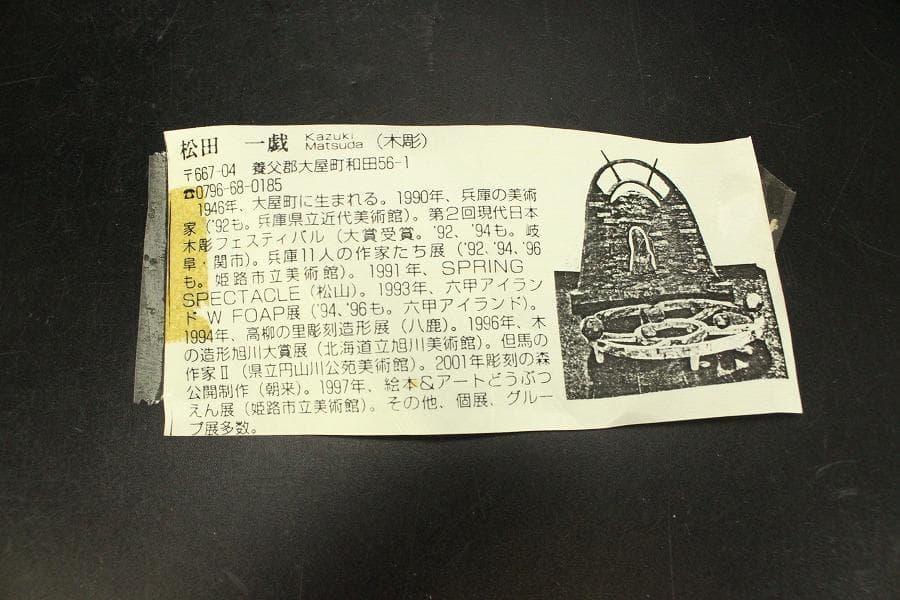 松田 一戯 Kazuki Matsuda (木彫)
〒667-04 養父郡大屋町和田56-1
☎0796-68-0185
1946年、大屋町に生まれる。1990年、兵庫の美術
家('92も。兵庫県立近代美術館)。第2回現代日本
木彫フェスティバル(大賞受賞。'92、'94も。岐
阜・関市)。兵庫11人の作家たち展('92、'94、'96
も。姫路市立美術館)。1991年、SPRING
SPECTACLE(松山)。1993年、六甲アイラン
ドW FOAP展('94、'96も。六甲アイランド)。
1994年、高柳の里彫刻造形展(八鹿)。1996年、木
の造形旭川大賞展(北海道立旭川美術館)。但馬の
作家Ⅱ(県立円山川公苑美術館)。2001年彫刻の森
公開制作(朝来)。1997年、絵本&アートどうぶつ
えん展(姫路市立美術館)。その他、個展、グルー
プ展多数。